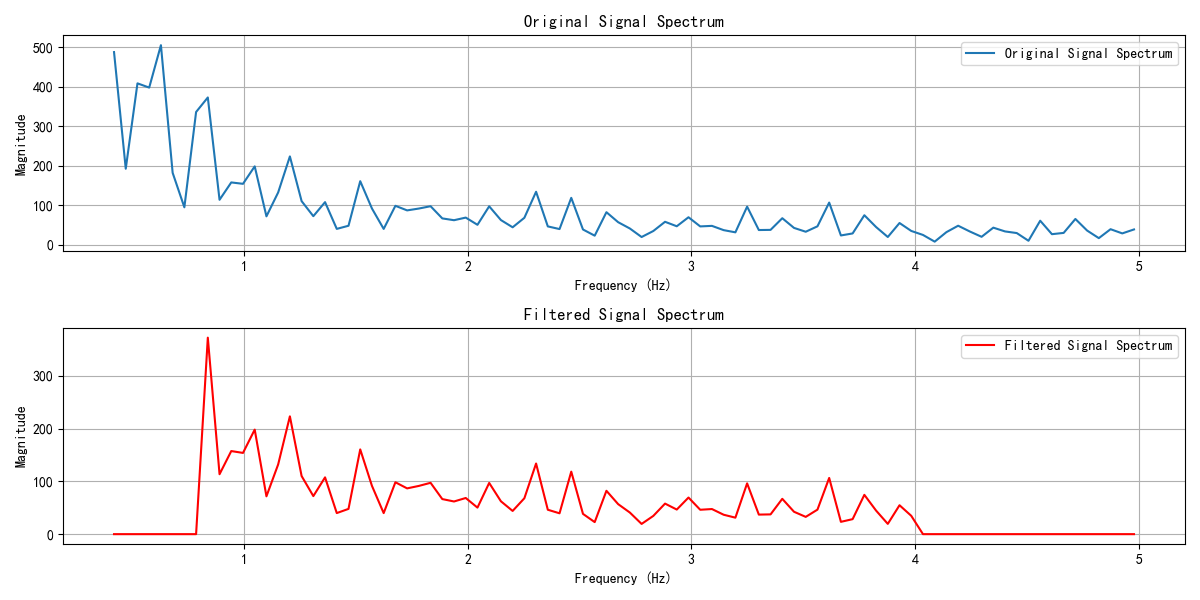 Original Signal Spectrum
Original Signal Spectrum
Magnitude
500
400
300
200
100
0
1
2
3
4
5
Frequency (Hz)
Filtered Signal Spectrum
Filtered Signal Spectrum
Magnitude
300
200
100
0
1
2
3
4
5
Frequency (Hz)